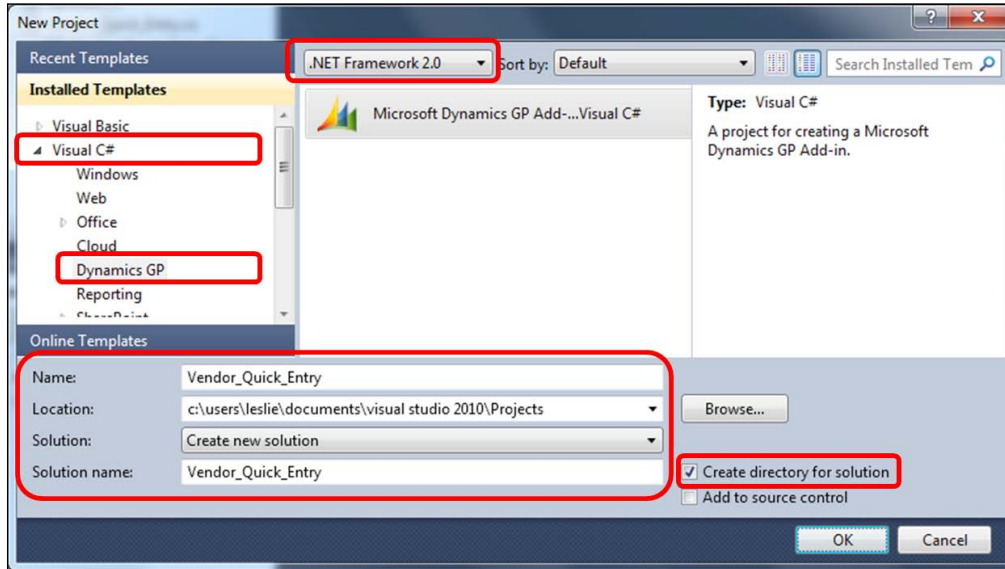 New Project
Recent Templates
.NET Framework 2.0
Sort by:
Default
Search Installed Tem
Installed Templates
Visual Basic
Visual C#
Windows
Web
Office
Cloud
Dynamics GP
Reporting
SharePoint
Online Templates
Microsoft Dynamics GP Add-...Visual C#
Type: Visual C#
A project for creating a Microsoft
Dynamics GP Add-in.
Name:
Vendor_Quick_Entry
Location:
c:\users\leslie\documents\visual studio 2010\Projects
Browse...
Solution:
Create new solution
Solution name:
Vendor_Quick_Entry
Create directory for solution
Add to source control
OK
Cancel